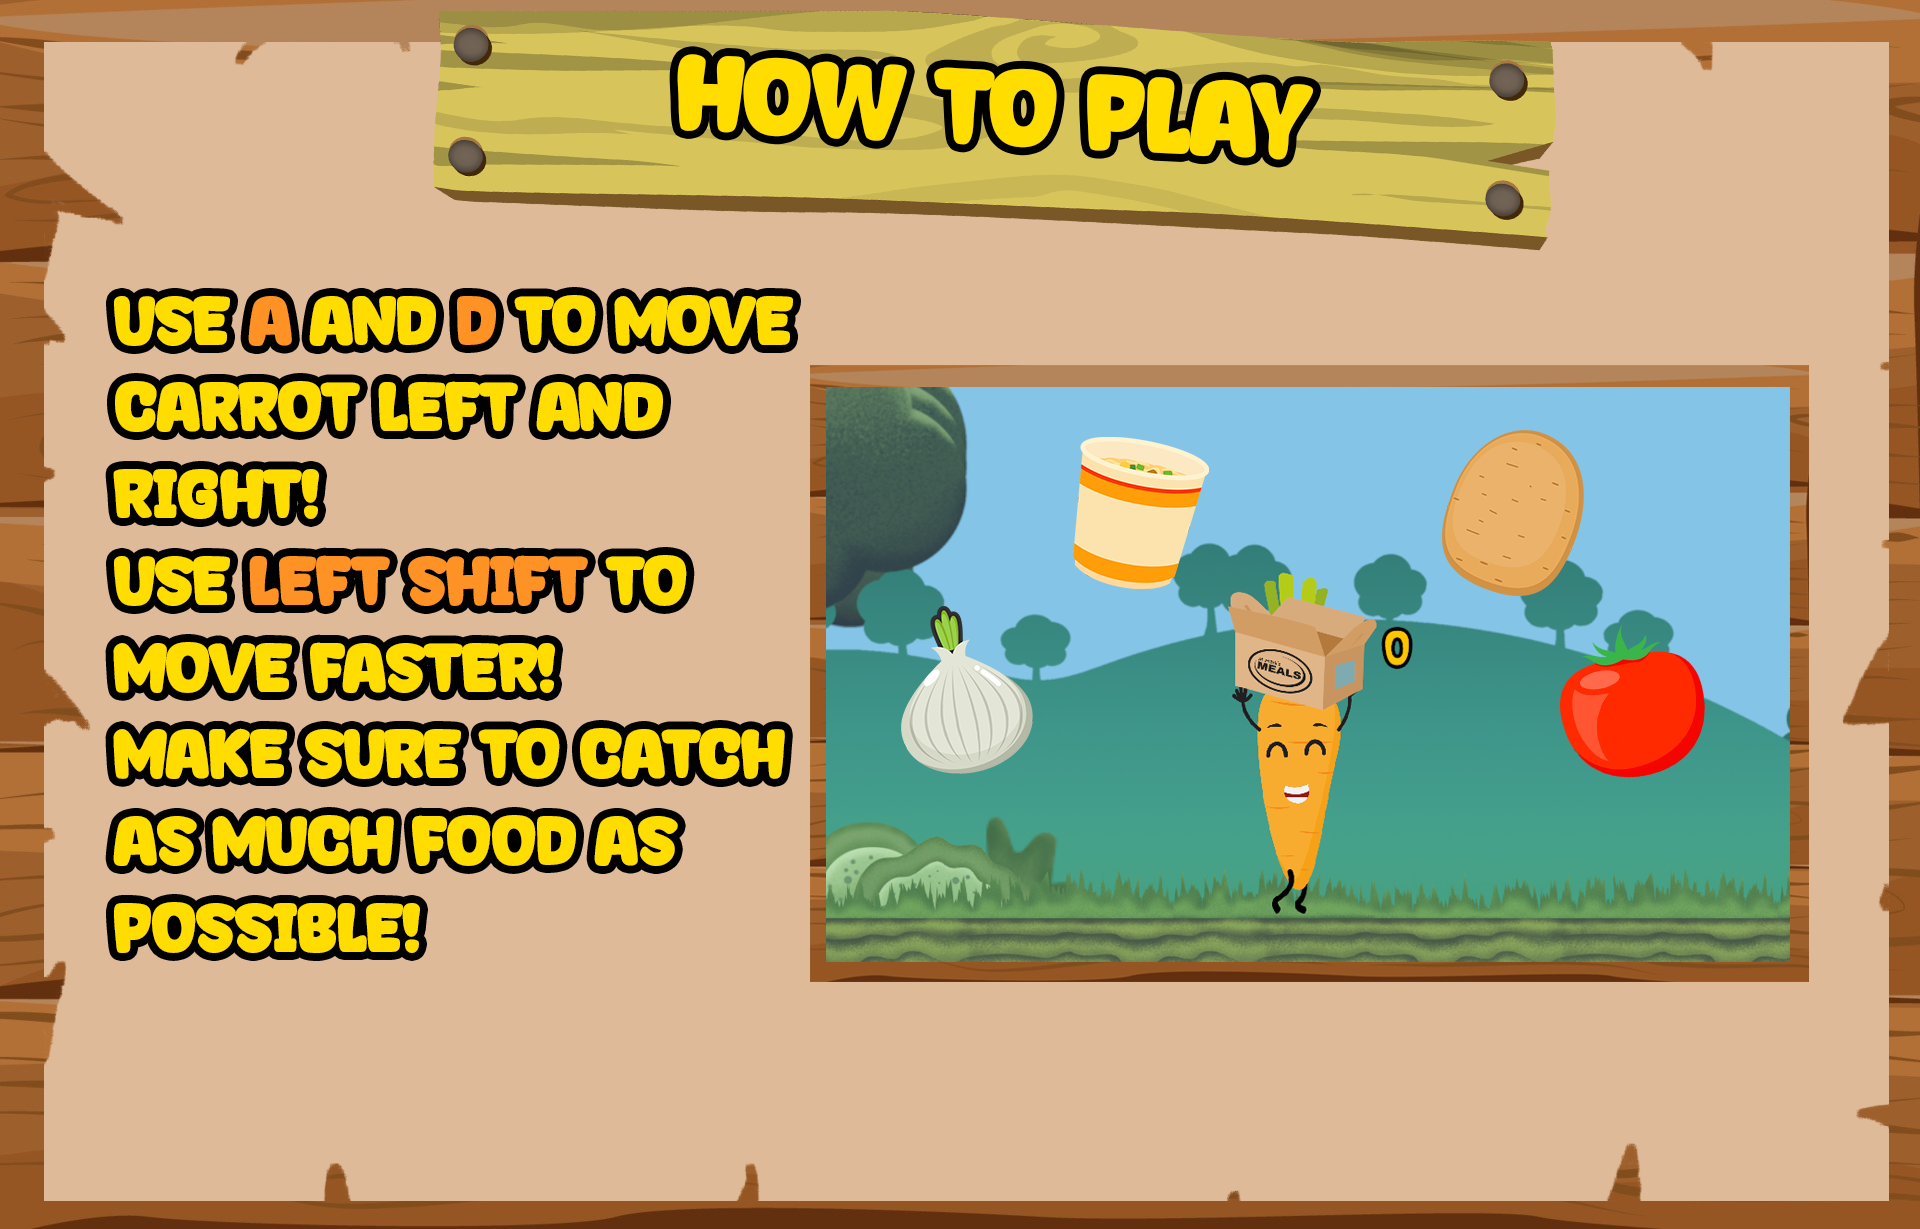 HOW TO PLAY
USE A AND D TO MOVE
CARROT LEFT AND
RIGHT!
USE LEFT SHIFT TO
MOVE FASTER!
MAKE SURE TO CATCH
AS MUCH FOOD AS
POSSIBLE!
0
MEALS